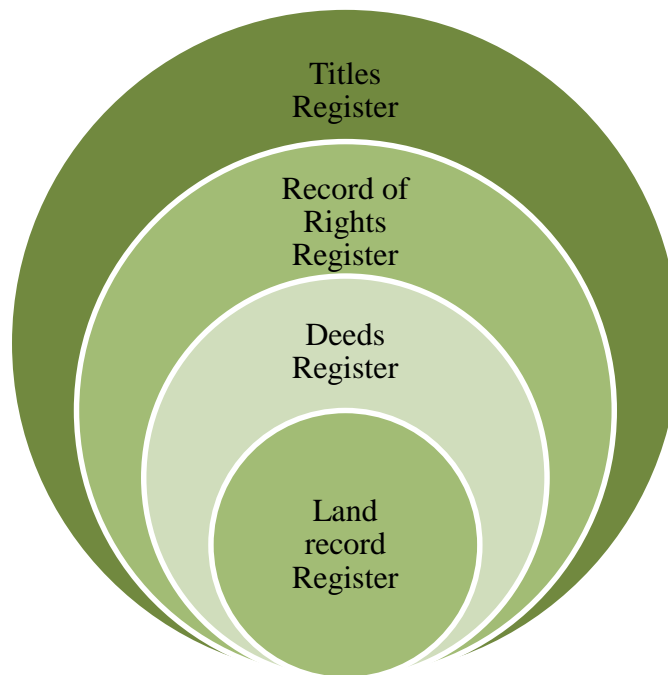 Titles
Register
Record of
Rights
Register
Deeds
Register
Land
record
Register